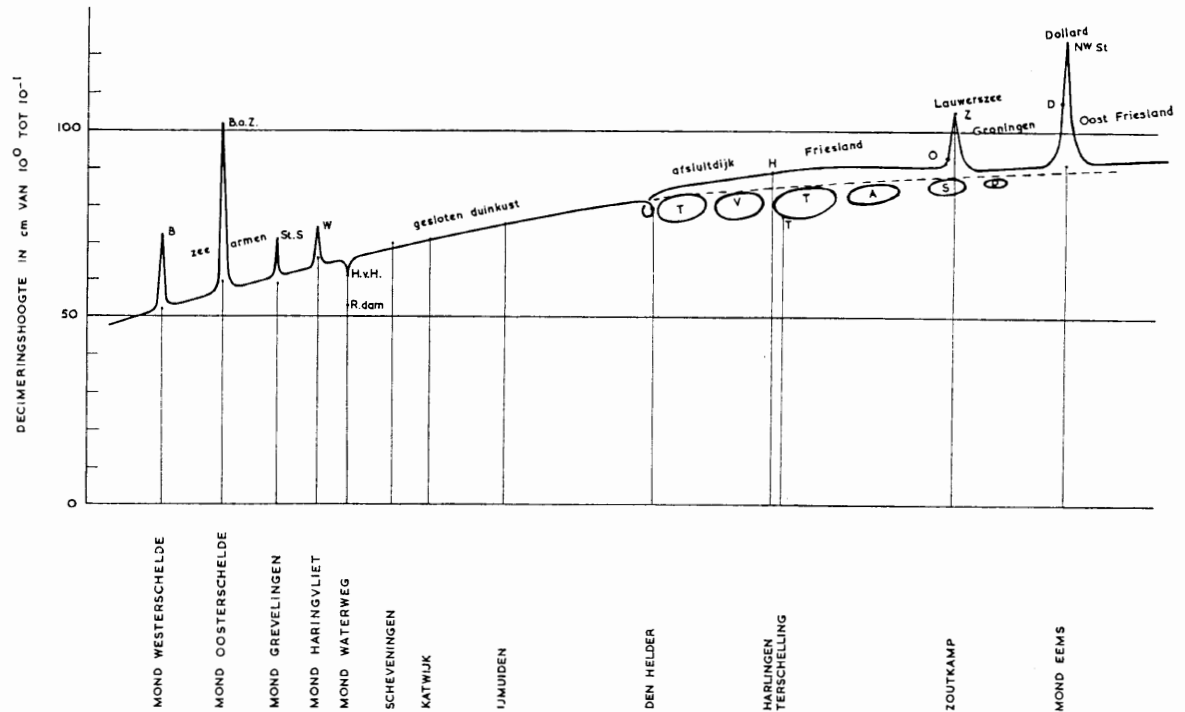 DECIMERINGSHOOGTE IN cm VAN 10⁰ TOT 10⁻¹
100
50
0
B
B.o.Z.
zee armen
St.S
W
H.v.H.
R.dam
gesloten duinkust
afsluitdijk
H
Friesland
T
V
T
T
A
S
O
Lauwerszee
Z
Groningen
Dollard
NW St
D
Oost Friesland
MOND WESTERSCHELDE
MOND OOSTERSCHELDE
MOND GREVELINGEN
MOND HARINGVLIET
MOND WATERWEG
SCHEVENINGEN
KATWIJK
IJMUIDEN
DEN HELDER
HARLINGEN
TERSCHELLING
ZOUTKAMP
MOND EEMS